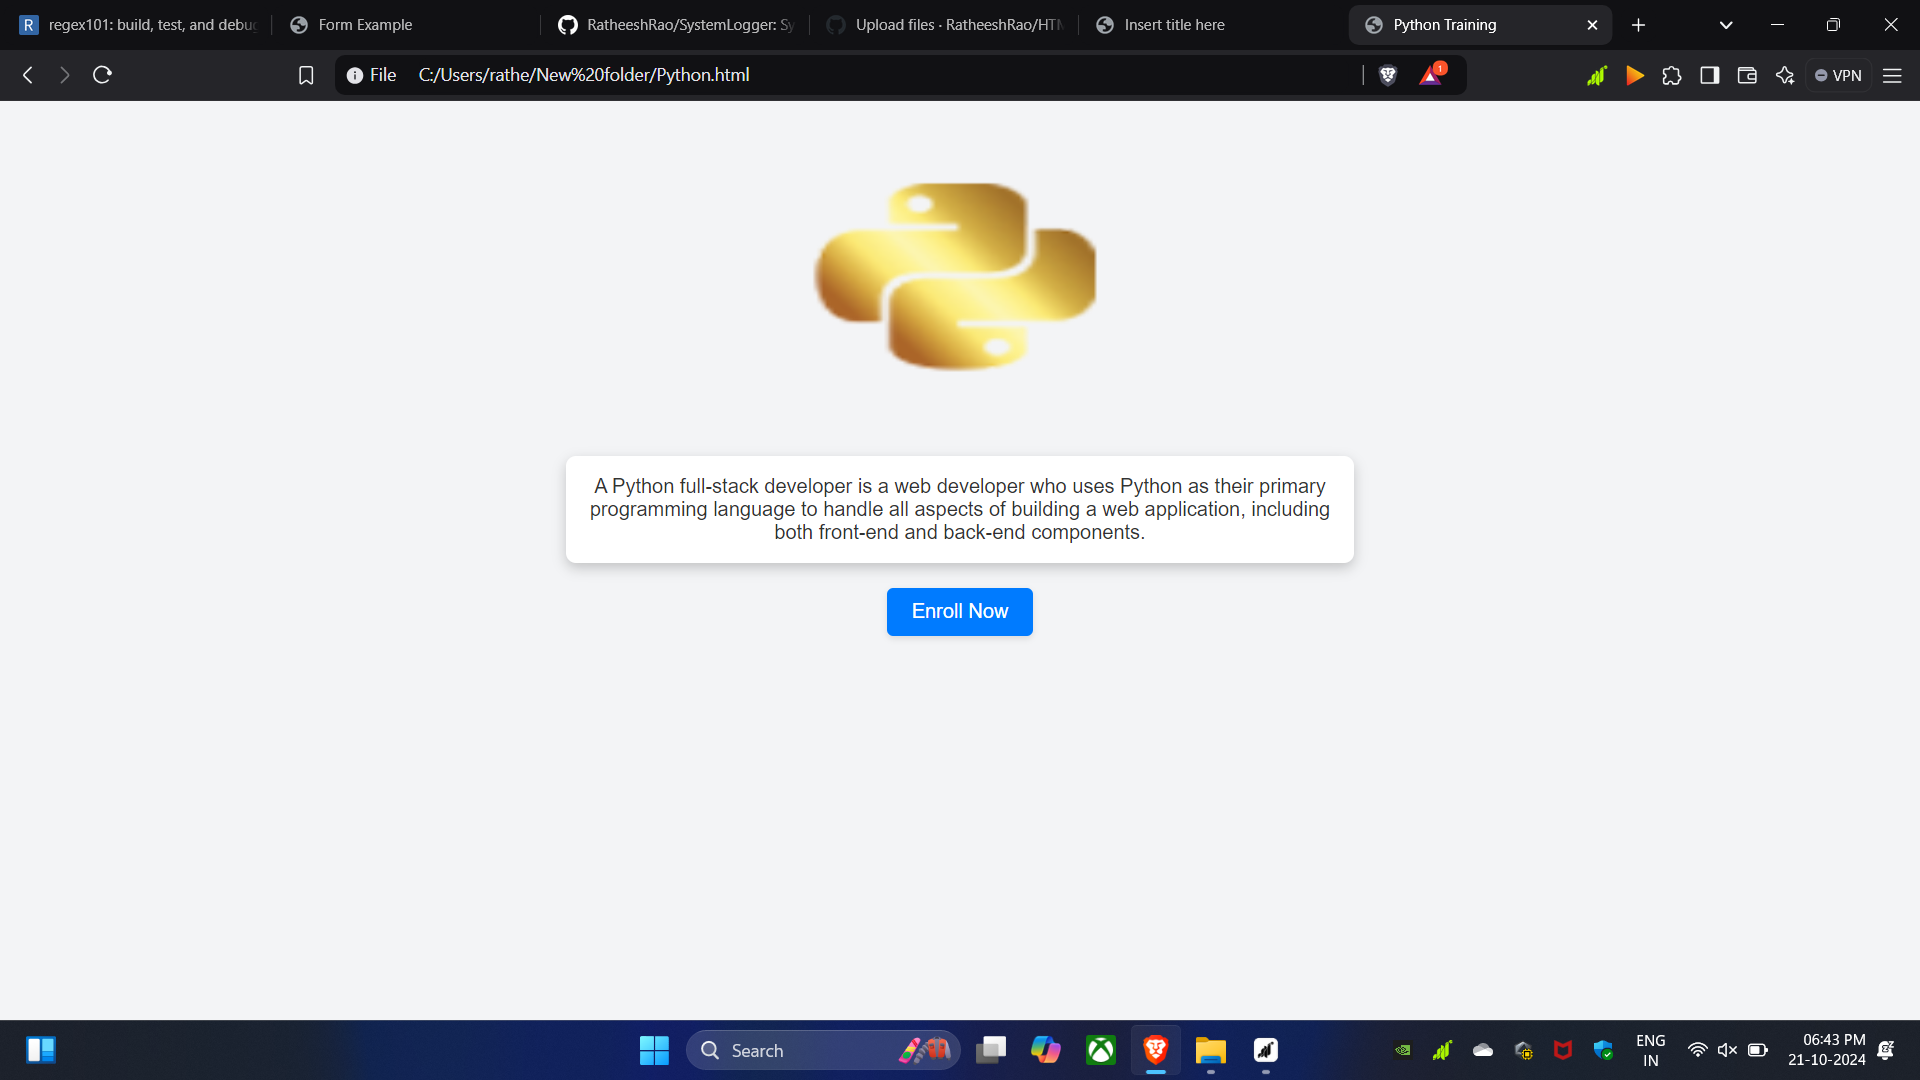 R regex101: build, test, and debug
Form Example
RatheeshRao/SystemLogger: Sy
Upload files · RatheeshRao/HTM
Insert title here
Python Training
File
C:/Users/rathe/New%20folder/Python.html
1
VPN
A Python full-stack developer is a web developer who uses Python as their primary
programming language to handle all aspects of building a web application, including
both front-end and back-end components.
Enroll Now
Search
ENG
IN
06:43 PM
21-10-2024